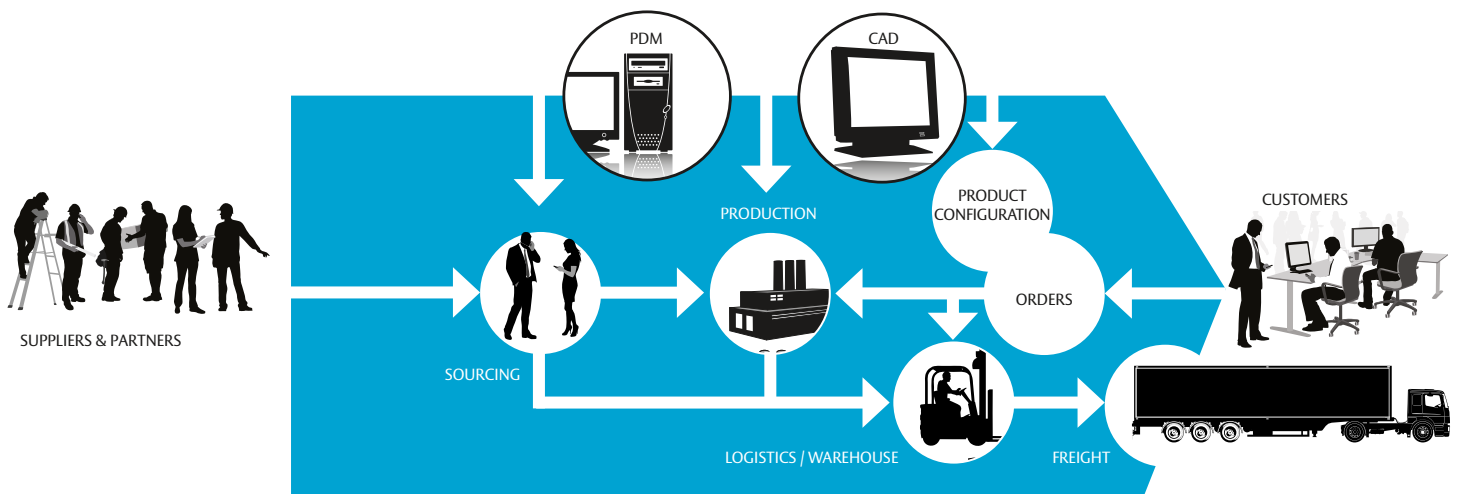 PDM
CAD
PRODUCT
CONFIGURATION
CUSTOMERS
PRODUCTION
ORDERS
SUPPLIERS & PARTNERS
SOURCING
LOGISTICS / WAREHOUSE
FREIGHT